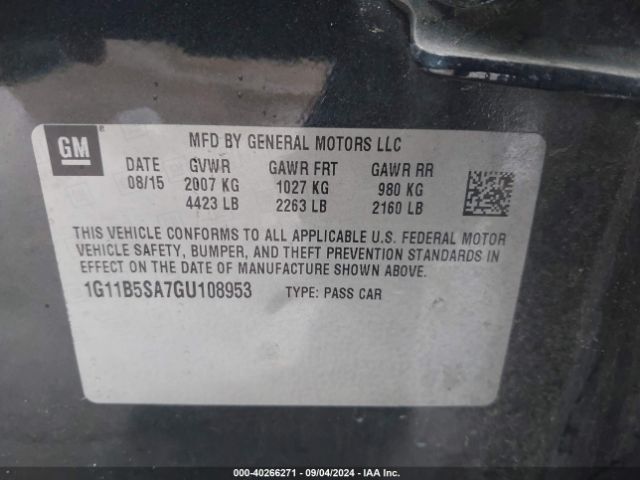 GM
MFD BY GENERAL MOTORS LLC
DATE GVWR GAWR FRT GAWR RR
08/15 2007 KG 1027 KG 980 KG
4423 LB 2263 LB 2160 LB
THIS VEHICLE CONFORMS TO ALL APPLICABLE U.S. FEDERAL MOTOR
VEHICLE SAFETY, BUMPER, AND THEFT PREVENTION STANDARDS IN
EFFECT ON THE DATE OF MANUFACTURE SHOWN ABOVE.
1G11B5SA7GU108953 TYPE: PASS CAR
000-40266271 - 09/04/2024 - IAA Inc.